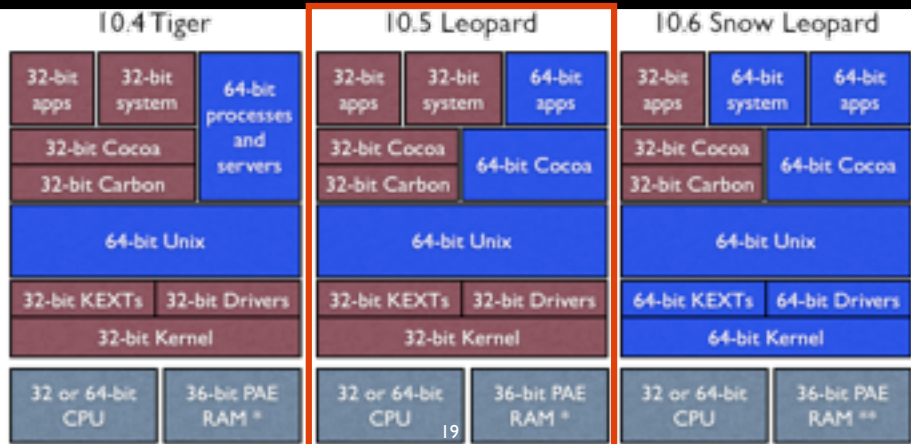 10.4 Tiger
32-bit
apps
32-bit
system
64-bit
processes
and
servers
32-bit Cocoa
32-bit Carbon
64-bit Unix
32-bit KEXTs
32-bit Drivers
32-bit Kernel
32 or 64-bit
CPU
36-bit PAE
RAM *
10.5 Leopard
32-bit
apps
32-bit
system
64-bit
apps
32-bit Cocoa
32-bit Carbon
64-bit Cocoa
64-bit Unix
32-bit KEXTs
32-bit Drivers
32-bit Kernel
32 or 64-bit
CPU
36-bit PAE
RAM *
19
10.6 Snow Leopard
32-bit
apps
64-bit
system
64-bit
apps
32-bit Cocoa
32-bit Carbon
64-bit Cocoa
64-bit Unix
64-bit KEXTs
64-bit Drivers
64-bit Kernel
32 or 64-bit
CPU
36-bit PAE
RAM **